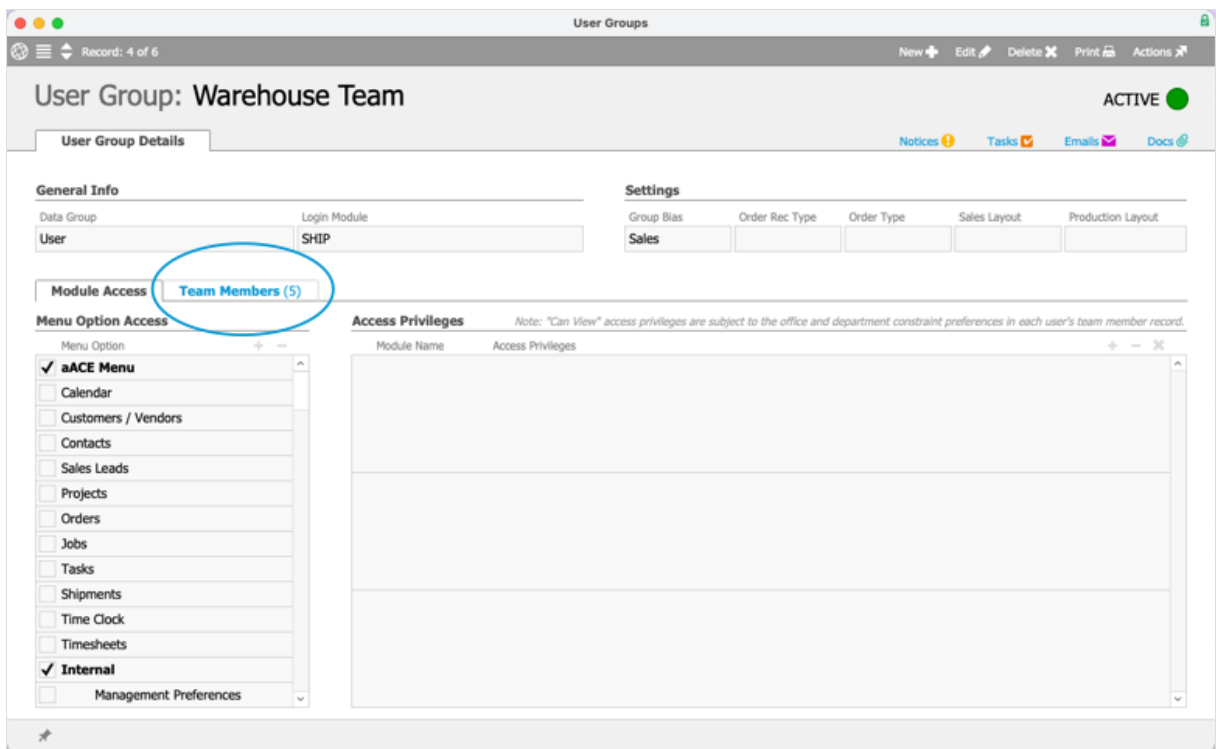 User Groups
Record: 4 of 6 New Edit Delete Print Actions
User Group: Warehouse Team
ACTIVE
User Group Details
Notices Tasks Emails Docs
General Info
Settings
Data Group Login Module
Group Bias Order Rec Type Order Type Sales Layout Production Layout
User SHIP
Sales
Module Access Team Members (5)
Menu Option Access
Access Privileges Note: "Can View" access privileges are subject to the office and department constraint preferences in each user's team member record.
Menu Option
Module Name Access Privileges
aACE Menu
Calendar
Customers / Vendors
Contacts
Sales Leads
Projects
Orders
Jobs
Tasks
Shipments
Time Clock
Timesheets
Internal
Management Preferences